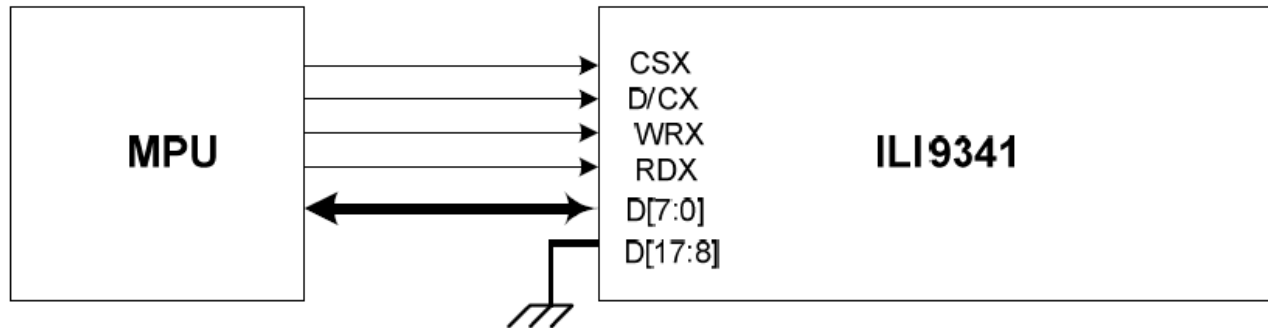 MPU
CSX
D/CX
WRX
RDX
D[7:0]
D[17:8]
ILI9341